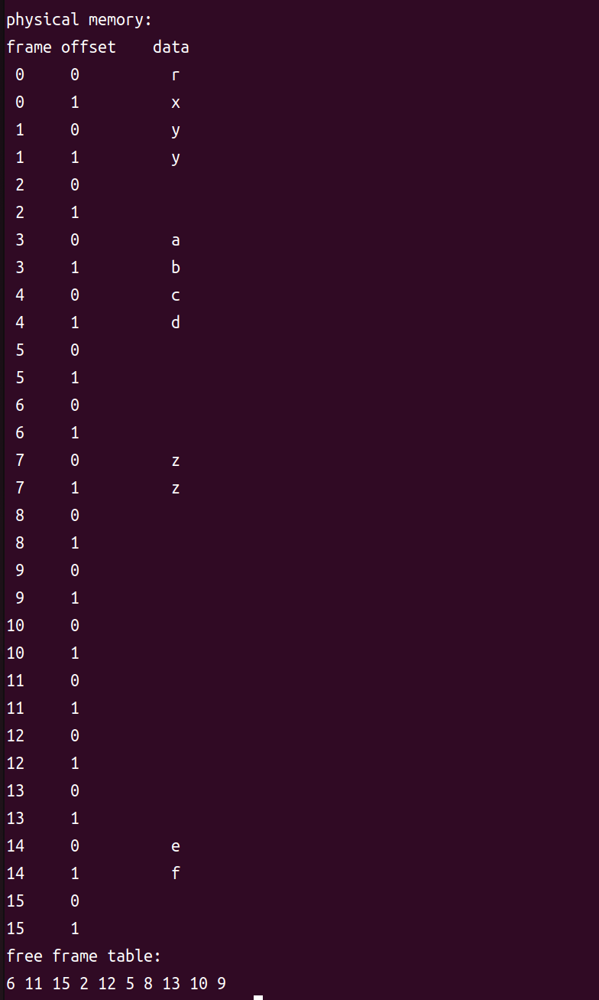 physical memory:
frame offset    data
 0     0          r
 0     1          x
 1     0          y
 1     1          y
 2     0
 2     1
 3     0          a
 3     1          b
 4     0          c
 4     1          d
 5     0
 5     1
 6     0
 6     1
 7     0          z
 7     1          z
 8     0
 8     1
 9     0
 9     1
10     0
10     1
11     0
11     1
12     0
12     1
13     0
13     1
14     0          e
14     1          f
15     0
15     1
free frame table:
6 11 15 2 12 5 8 13 10 9